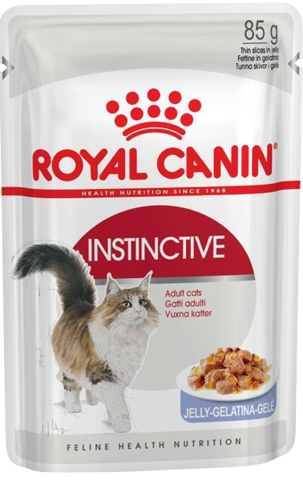 85 g
Thin slices in jelly
Fettine in gelatina
Tunna skivor i gelé
ROYAL CANIN®
HEALTH NUTRITION SINCE 1968
INSTINCTIVE
Adult cats
Gatti adulti
Vuxna katter
JELLY-GELATINA-GELÉ
FELINE HEALTH NUTRITION